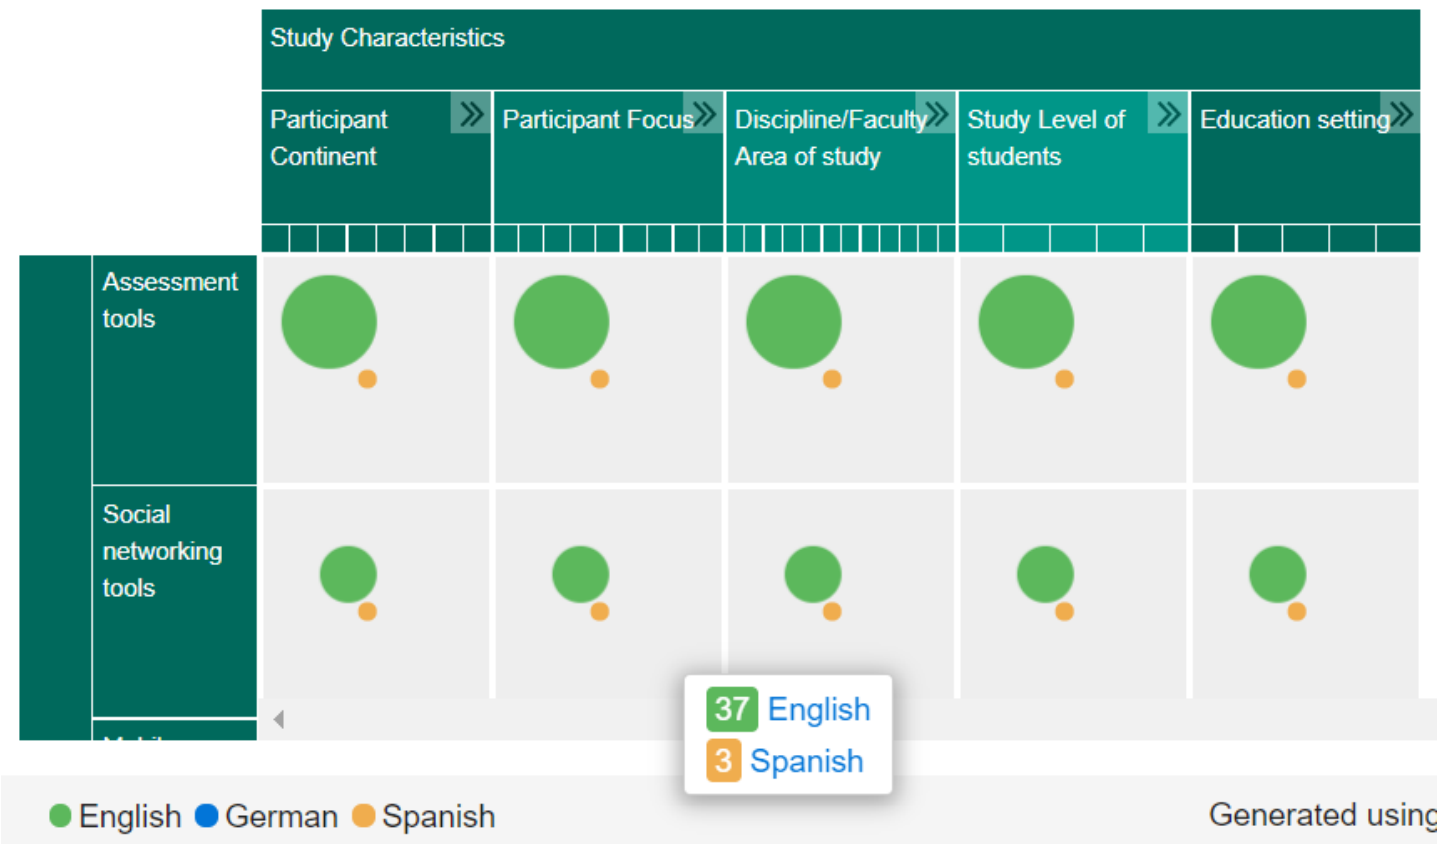 Study Characteristics
Participant
Continent
Participant Focus
Discipline/Faculty
Area of study
Study Level of
students
Education setting
Assessment
tools
Social
networking
tools
37 English
3 Spanish
English German Spanish
Generated using